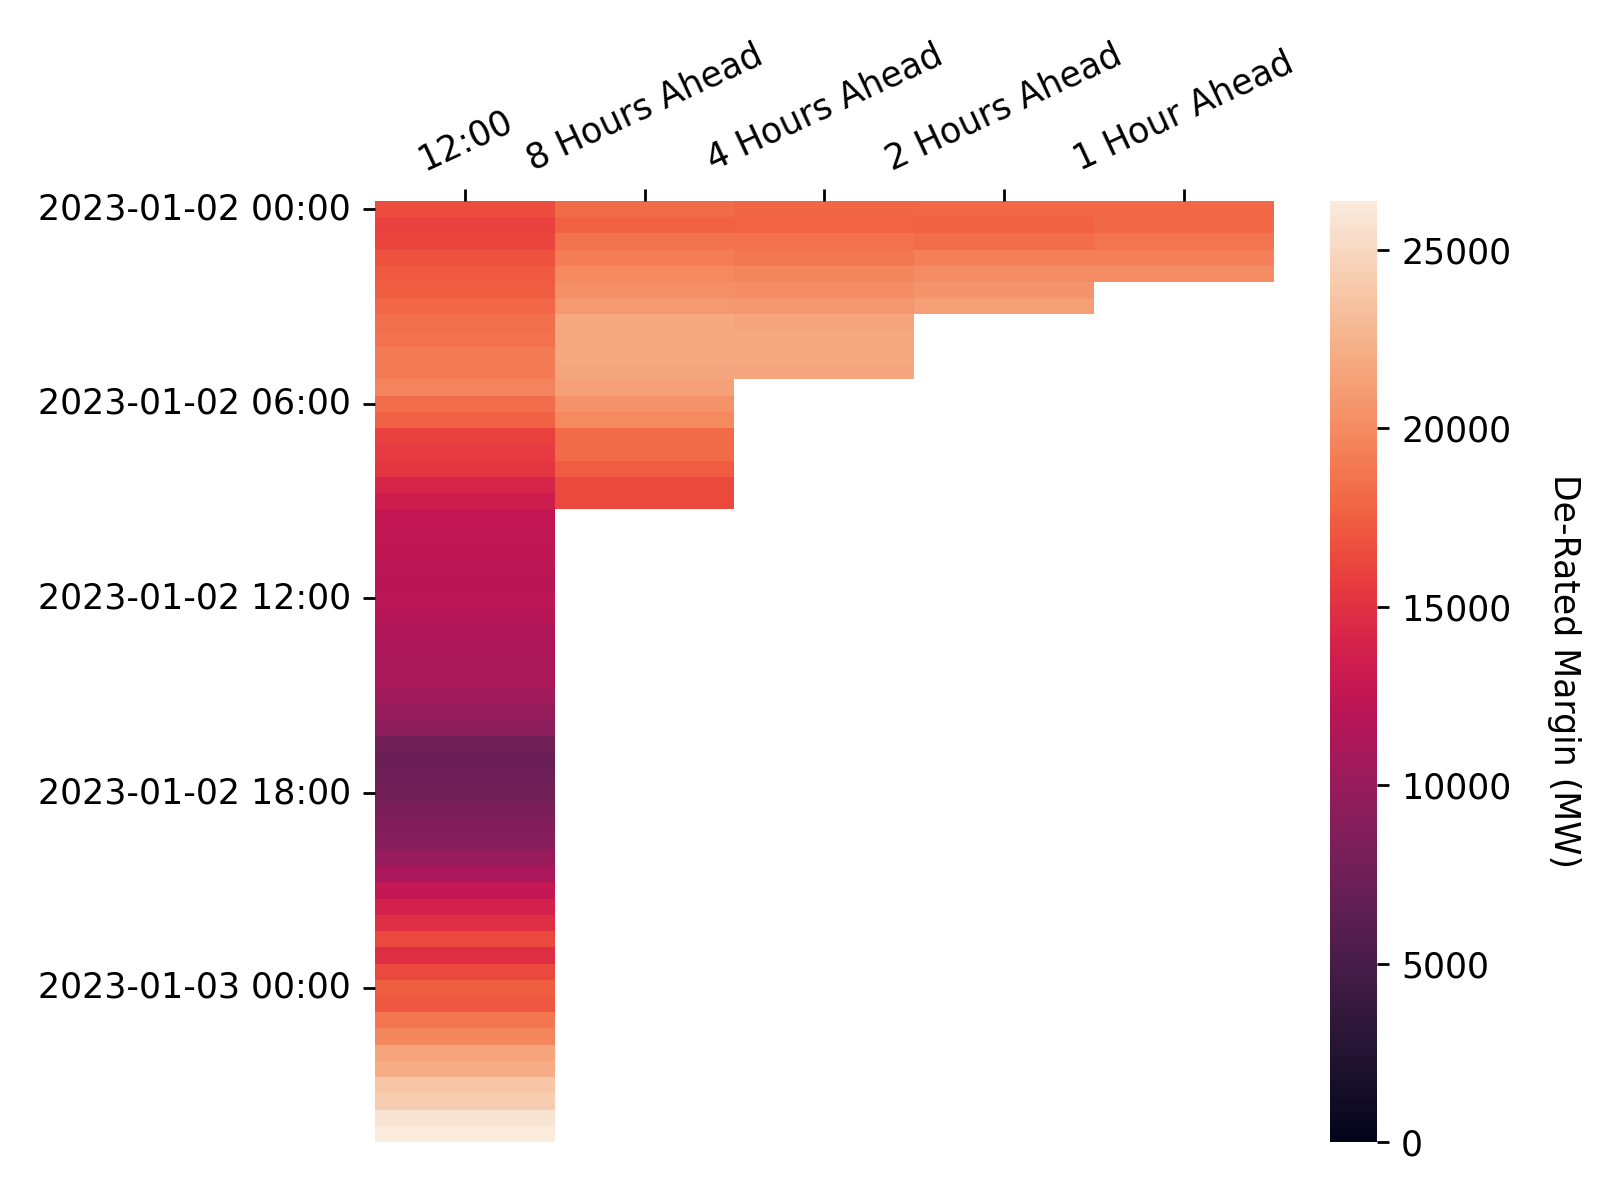 12:00
8 Hours Ahead
4 Hours Ahead
2 Hours Ahead
1 Hour Ahead
2023-01-02 00:00
2023-01-02 06:00
2023-01-02 12:00
2023-01-02 18:00
2023-01-03 00:00
25000
20000
15000
10000
5000
0
De-Rated Margin (MW)